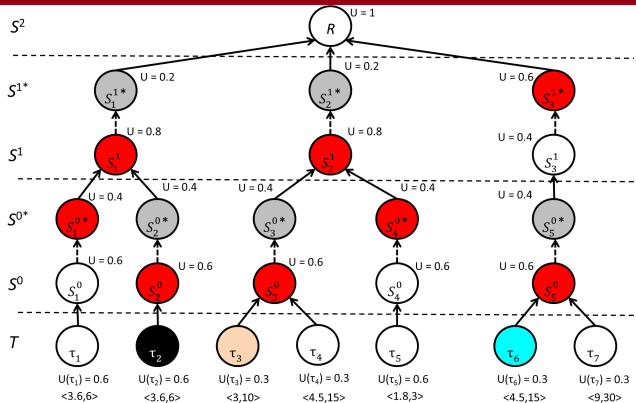 S² R U = 1
S¹* S₁¹* U = 0.2 S₂¹* U = 0.2 S₃¹* U = 0.6
S¹ S₁¹ U = 0.8 S₂¹ U = 0.8 S₃¹ U = 0.4
S⁰* S₁⁰* U = 0.4 S₂⁰* U = 0.4 S₃⁰* U = 0.4 S₄⁰* U = 0.4 S₅⁰* U = 0.4
S⁰ S₁⁰ U = 0.6 S₂⁰ U = 0.6 S₃⁰ U = 0.6 S₄⁰ U = 0.6 S₅⁰ U = 0.6
T τ₁ τ₂ τ₃ τ₄ τ₅ τ₆ τ₇
U(τ₁) = 0.6 U(τ₂) = 0.6 U(τ₃) = 0.3 U(τ₄) = 0.3 U(τ₅) = 0.6 U(τ₆) = 0.3 U(τ₇) = 0.3
<3.6,6> <3.6,6> <3,10> <4.5,15> <1.8,3> <4.5,15> <9,30>